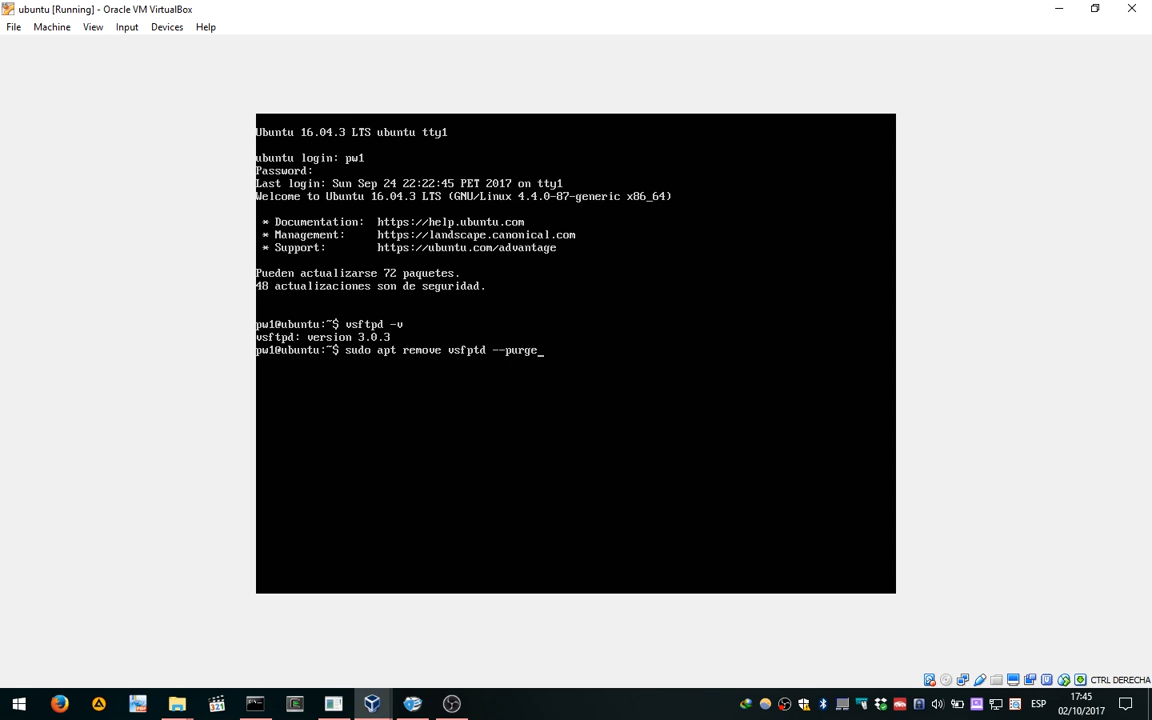 ubuntu [Running] - Oracle VM VirtualBox
File Machine View Input Devices Help
Ubuntu 16.04.3 LTS ubuntu tty1
ubuntu login: pw1
Password:
Last login: Sun Sep 24 22:22:45 PET 2017 on tty1
Welcome to Ubuntu 16.04.3 LTS (GNU/Linux 4.4.0-87-generic x86_64)
* Documentation: https://help.ubuntu.com
* Management: https://landscape.canonical.com
* Support: https://ubuntu.com/advantage
Pueden actualizarse 72 paquetes.
48 actualizaciones son de seguridad.
pw1@ubuntu:~$ vsftpd -v
vsftpd: version 3.0.3
pw1@ubuntu:~$ sudo apt remove vsfptd --purge_
CTRL DERECHA
321
ESP
17:45
02/10/2017